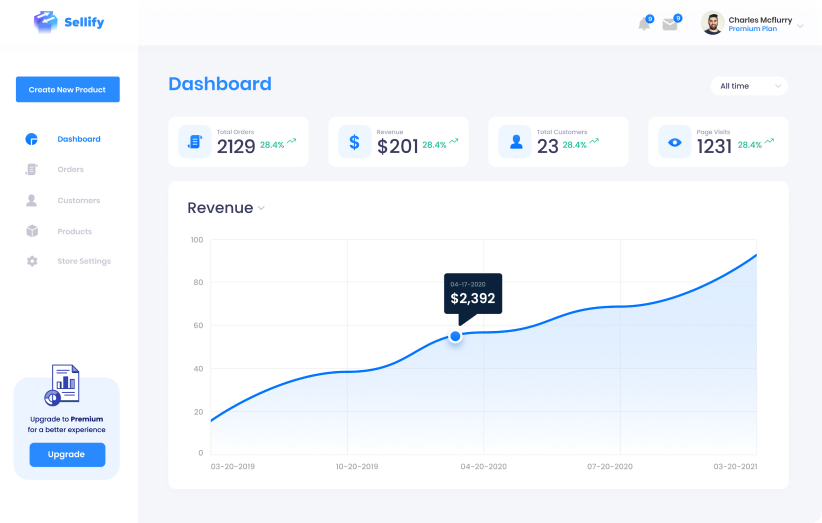 Sellify
9
9
Charles Mcflurry
Premium Plan
Create New Product
Dashboard
Orders
Customers
Products
Store Settings
Upgrade to Premium
for a better experience
Upgrade
Dashboard
All time
Total Orders
2129 28.4%
$
Revenue
$201 28.4%
Total Customers
23 28.4%
Page Visits
1231 28.4%
Revenue
100
80
60
40
20
0
04-17-2020
$2,392
03-20-2019
10-20-2019
04-20-2020
07-20-2020
03-20-2021